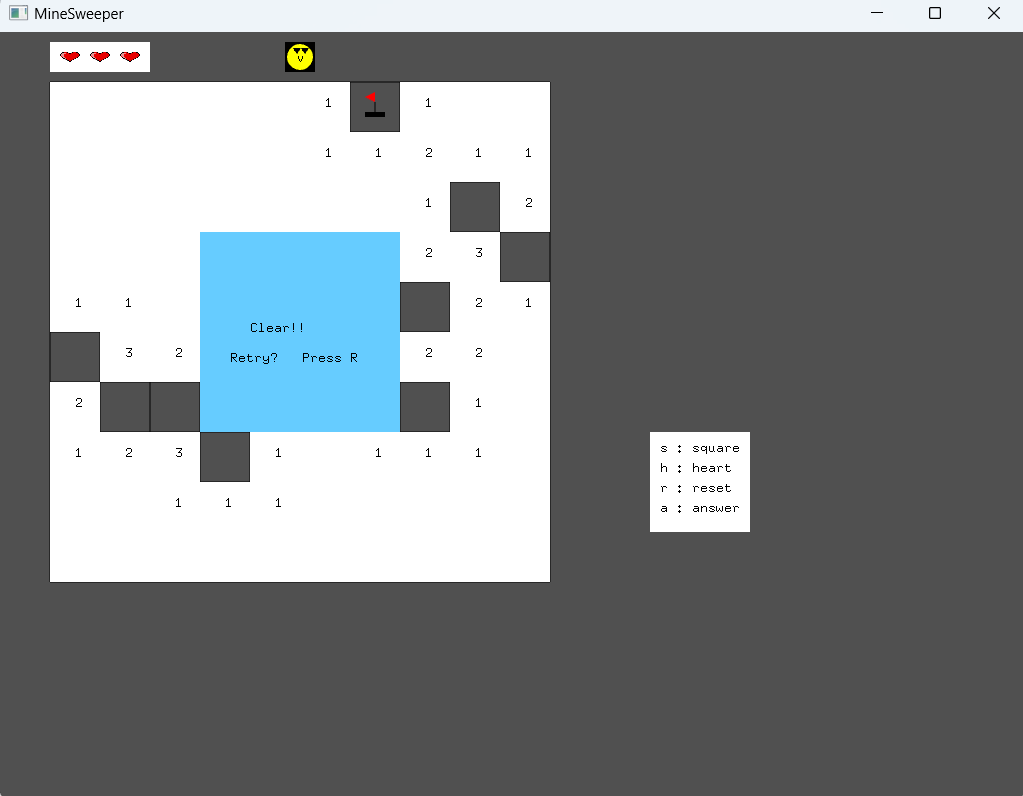 MineSweeper
1 1
1 1 2 1 1
1 2
2 3
1 1 2 1
Clear!!
3 2 2 2
Retry? Press R
2 1
1 2 3 1 1 1 1
1 1 1
s : square
h : heart
r : reset
a : answer